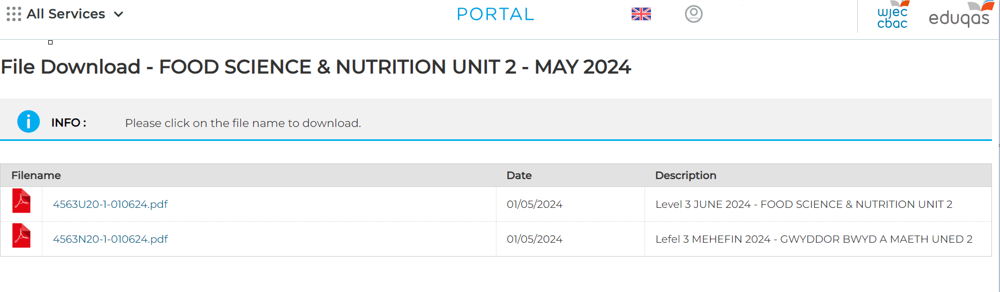 All Services
PORTAL
wjec
cbac
eduqas
File Download - FOOD SCIENCE & NUTRITION UNIT 2 - MAY 2024
i
INFO :
Please click on the file name to download.
Filename Date Description
4563U20-1-010624.pdf 01/05/2024 Level 3 JUNE 2024 - FOOD SCIENCE & NUTRITION UNIT 2
4563N20-1-010624.pdf 01/05/2024 Lefel 3 MEHEFIN 2024 - GWYDDOR BWYD A MAETH UNED 2